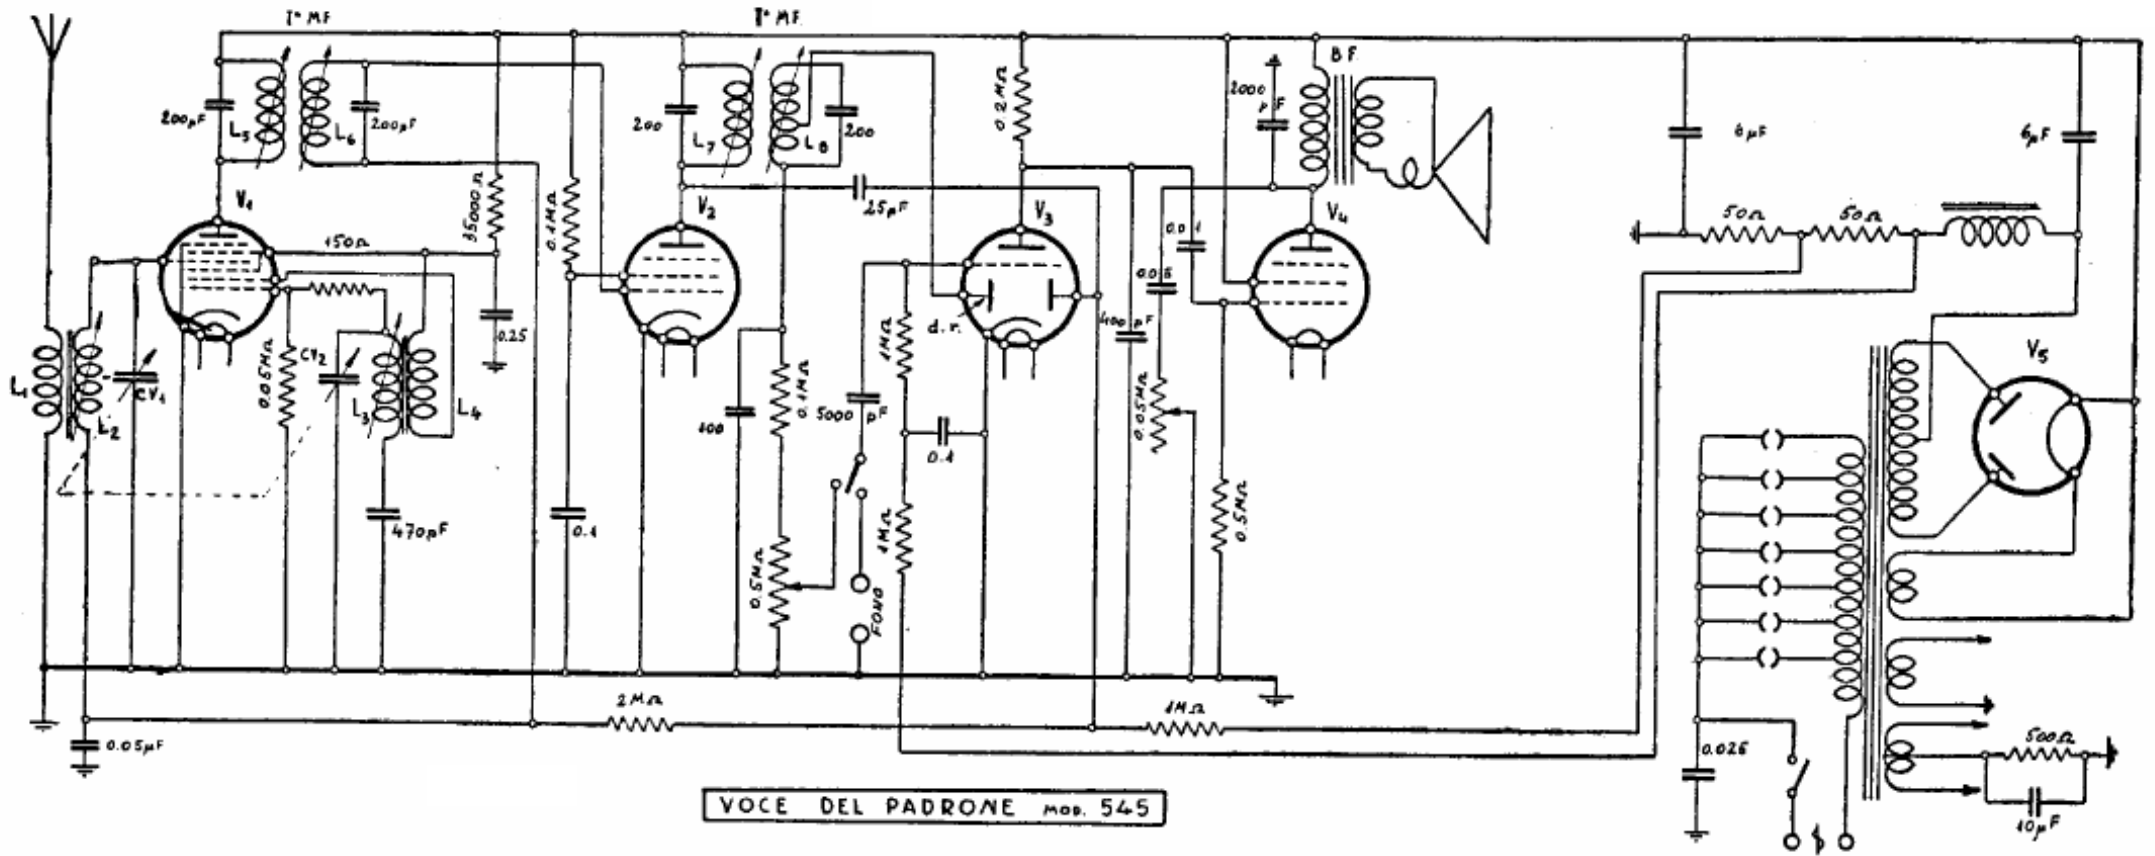 I° MF.
I° MF.
200pF
L5
L6
200pF
35000Ω
0.1MΩ
200
L7
L8
200
25pF
0.2MΩ
BF.
2000
pF
6µF
6µF
V1
150Ω
V2
V3
V4
50Ω
50Ω
0.01
0.05
400pF
d.r.
0.25
L1
L2
CV1
0.05MΩ
CV2
L3
L4
470pF
0.1
100
0.1MΩ
5000
pF
1MΩ
0.1
0.05MΩ
0.5MΩ
1MΩ
0.5MΩ
FONO
V5
2MΩ
1MΩ
0.05µF
0.025
500Ω
10µF
VOCE DEL PADRONE MOD. 545